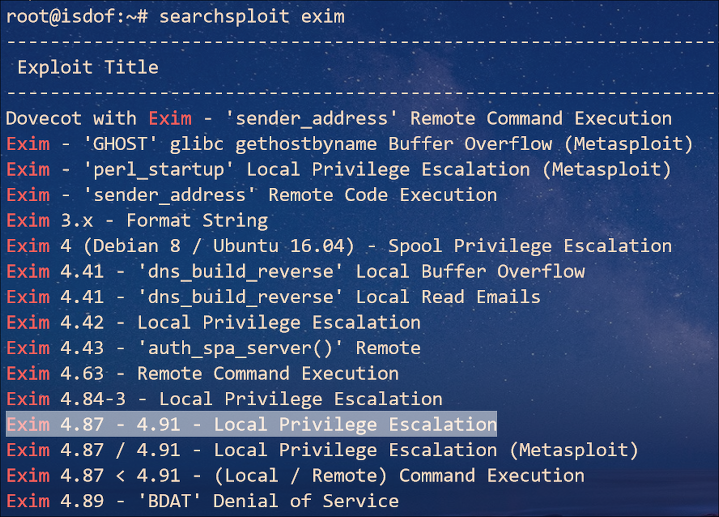 root@isdof:~# searchsploit exim
------------------------------------------------------------------
Exploit Title
------------------------------------------------------------------
Dovecot with Exim - 'sender_address' Remote Command Execution
Exim - 'GHOST' glibc gethostbyname Buffer Overflow (Metasploit)
Exim - 'perl_startup' Local Privilege Escalation (Metasploit)
Exim - 'sender_address' Remote Code Execution
Exim 3.x - Format String
Exim 4 (Debian 8 / Ubuntu 16.04) - Spool Privilege Escalation
Exim 4.41 - 'dns_build_reverse' Local Buffer Overflow
Exim 4.41 - 'dns_build_reverse' Local Read Emails
Exim 4.42 - Local Privilege Escalation
Exim 4.43 - 'auth_spa_server()' Remote
Exim 4.63 - Remote Command Execution
Exim 4.84-3 - Local Privilege Escalation
Exim 4.87 - 4.91 - Local Privilege Escalation
Exim 4.87 / 4.91 - Local Privilege Escalation (Metasploit)
Exim 4.87 < 4.91 - (Local / Remote) Command Execution
Exim 4.89 - 'BDAT' Denial of Service